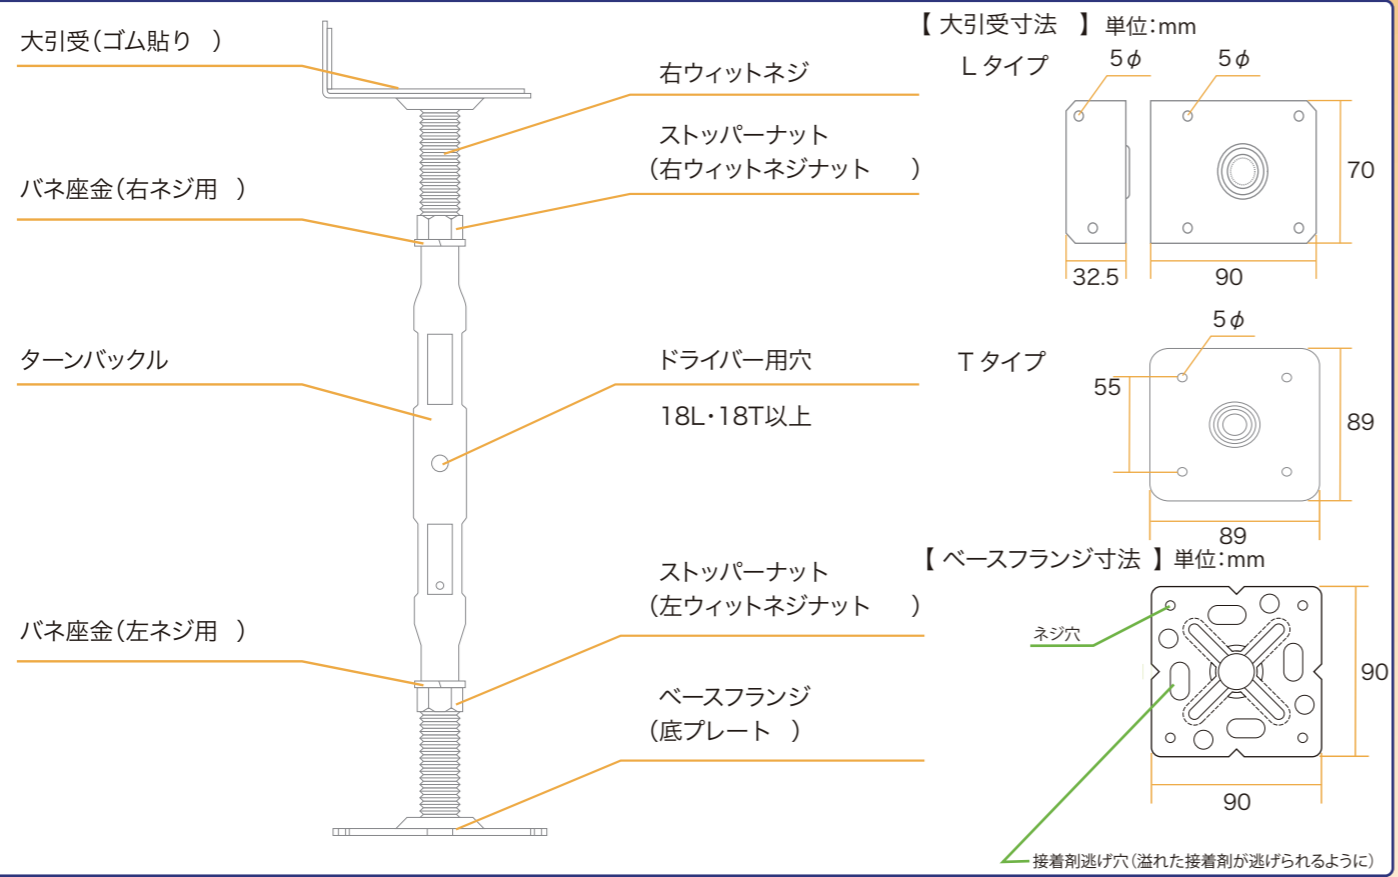 大引受(ゴム貼り )
バネ座金(右ネジ用 )
ターンバックル
バネ座金(左ネジ用 )
右ウィットネジ
ストッパーナット
(右ウィットネジナット )
ドライバー用穴
18L・18T以上
ストッパーナット
(左ウィットネジナット )
ベースフランジ
(底プレート )
【 大引受寸法 】 単位:mm
L タイプ
5φ
5φ
70
32.5
90
T タイプ
5φ
55
89
89
【 ベースフランジ寸法 】 単位:mm
ネジ穴
90
90
接着剤逃げ穴(溢れた接着剤が逃げられるように)